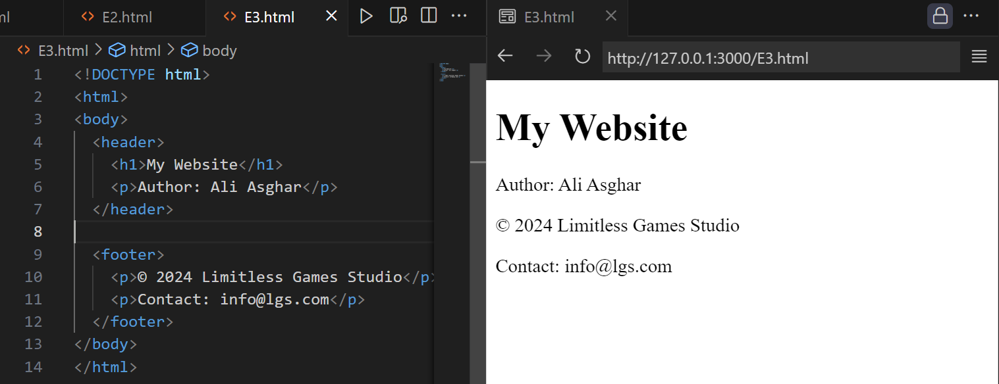 ml E2.html E3.html
E3.html > html > body
1 <!DOCTYPE html>
2 <html>
3 <body>
4 <header>
5 <h1>My Website</h1>
6 <p>Author: Ali Asghar</p>
7 </header>
8
9 <footer>
10 <p>© 2024 Limitless Games Studio</p>
11 <p>Contact: info@lgs.com</p>
12 </footer>
13 </body>
14 </html>
E3.html
http://127.0.0.1:3000/E3.html
My Website
Author: Ali Asghar
© 2024 Limitless Games Studio
Contact: info@lgs.com